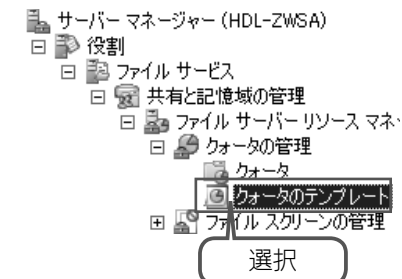 サーバー マネージャー (HDL-ZWSA)
役割
ファイル サービス
共有と記憶域の管理
ファイル サーバー リソース マネー
クォータの管理
クォータ
クォータのテンプレート
ファイル スクリーンの管理
選択